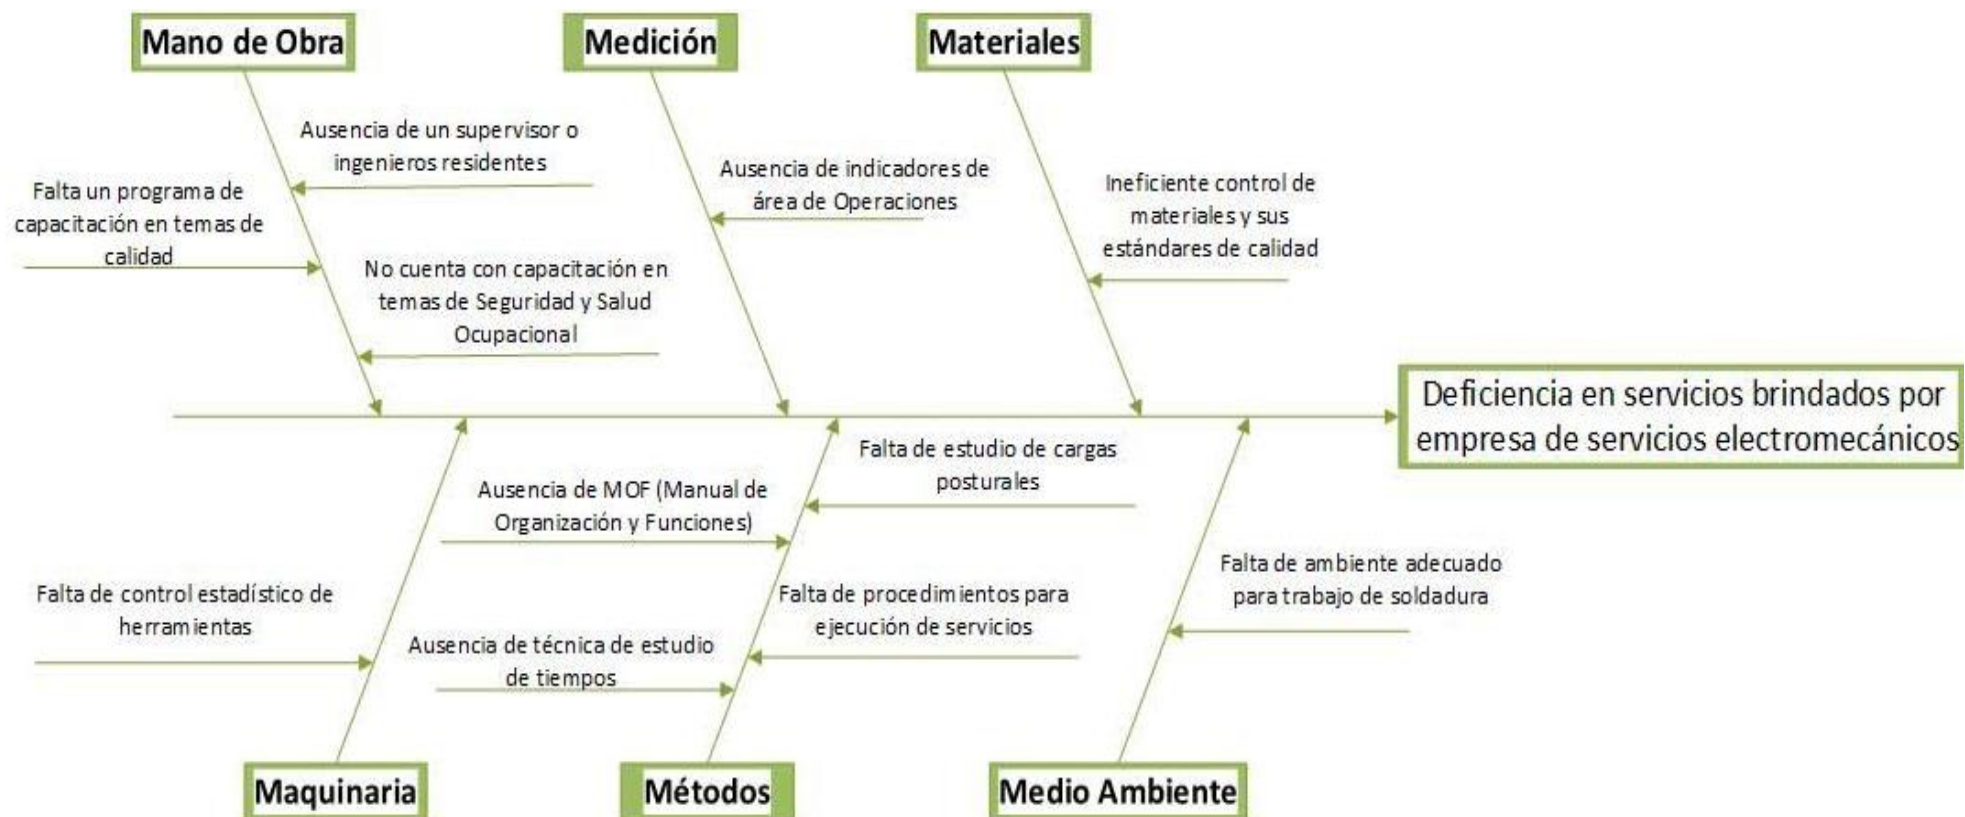 Mano de Obra
Medición
Materiales
Ausencia de un supervisor o
ingenieros residentes
Falta un programa de
capacitación en temas de
calidad
No cuenta con capacitación en
temas de Seguridad y Salud
Ocupacional
Ausencia de indicadores de
área de Operaciones
Ineficiente control de
materiales y sus
estándares de calidad
Deficiencia en servicios brindados por
empresa de servicios electromecánicos
Falta de control estadístico de
herramientas
Ausencia de MOF (Manual de
Organización y Funciones)
Ausencia de técnica de estudio
de tiempos
Falta de estudio de cargas
posturales
Falta de procedimientos para
ejecución de servicios
Falta de ambiente adecuado
para trabajo de soldadura
Maquinaria
Métodos
Medio Ambiente